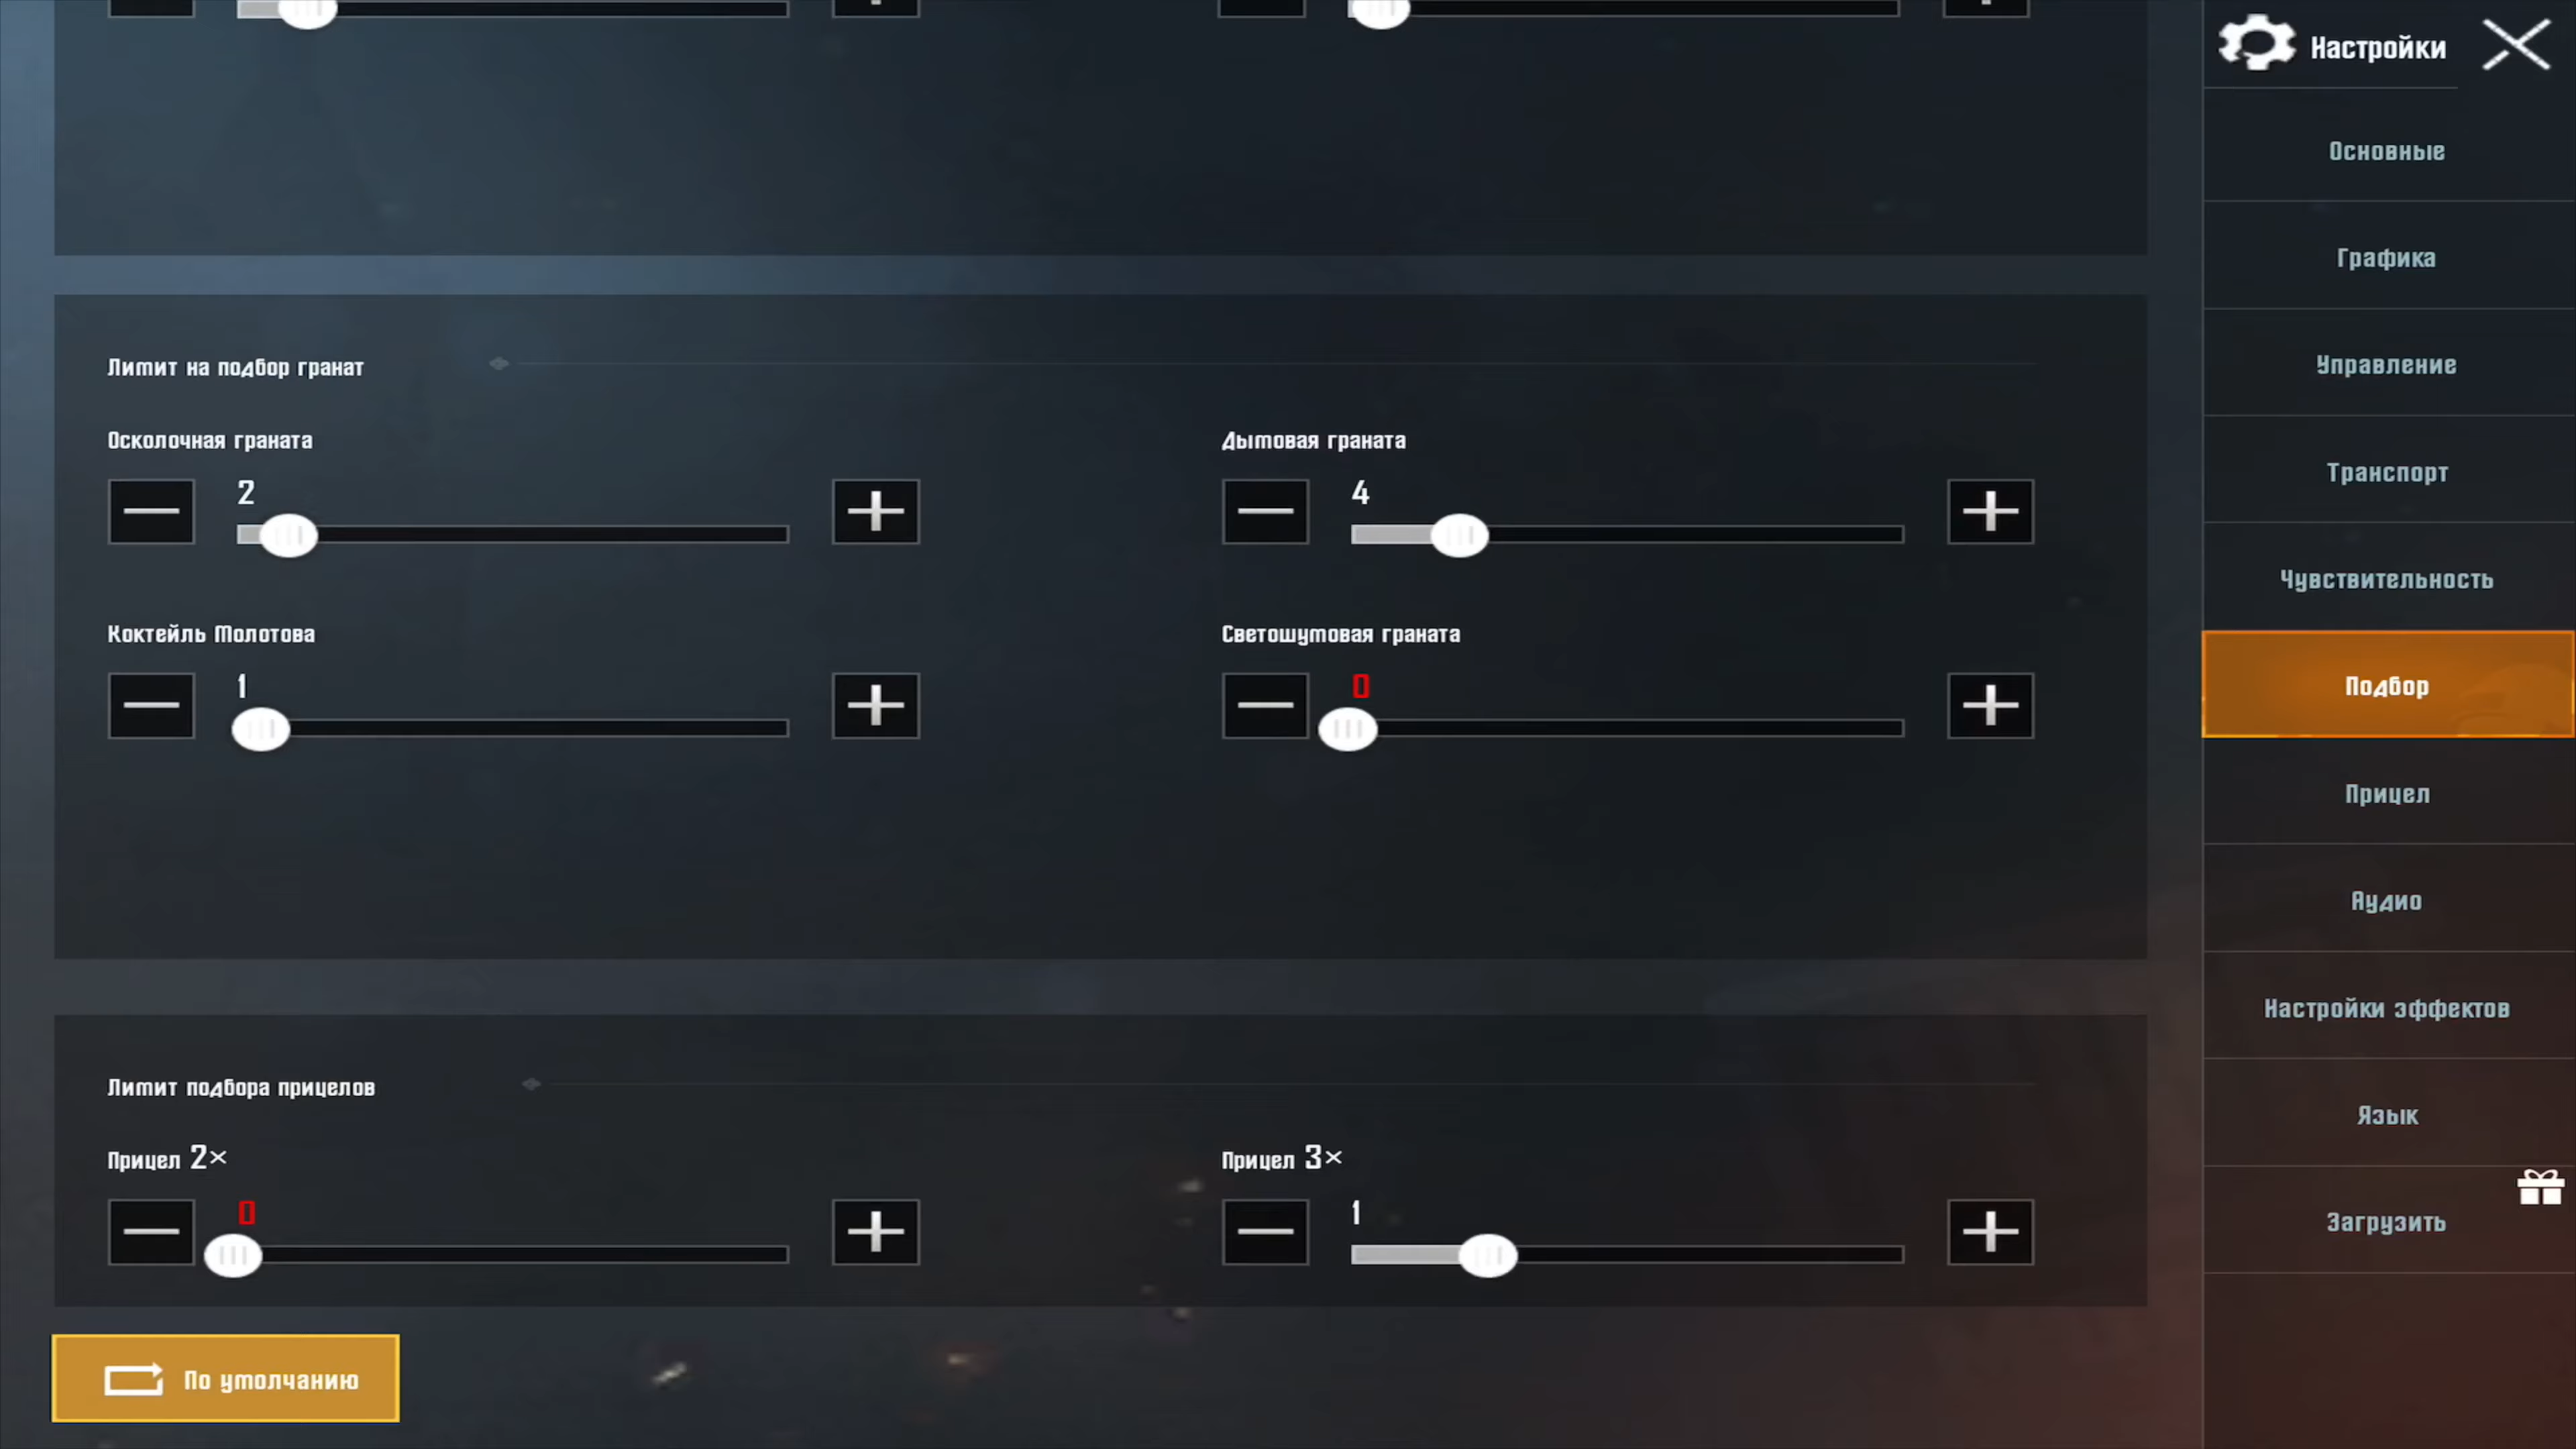 Настройки
Основные
Графика
Управление
Транспорт
Чувствительность
Подбор
Прицел
Аудио
Настройки эффектов
Язык
Загрузить
Лимит на подбор гранат
Осколочная граната
2
Дымовая граната
4
Коктейль Молотова
1
Светошумовая граната
0
Лимит подбора прицелов
Прицел 2×
0
Прицел 3×
1
По умолчанию